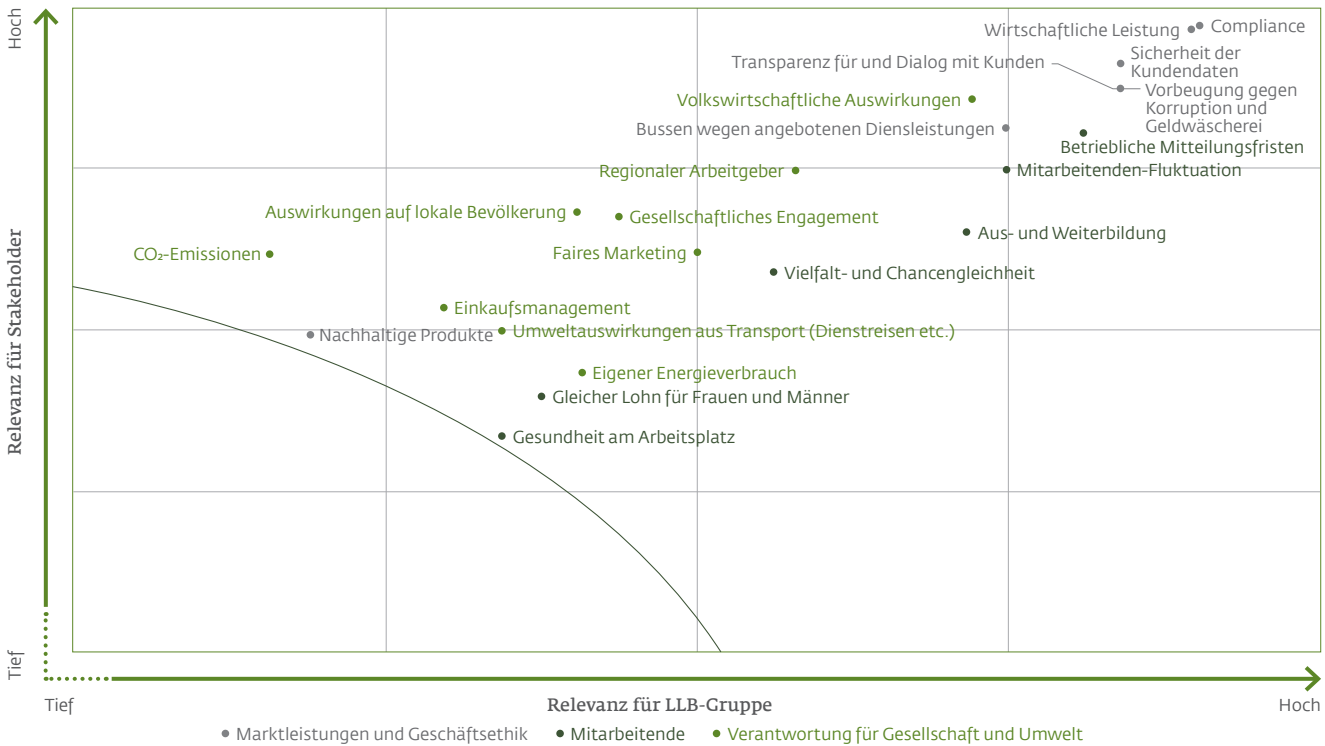 Hoch
Relevanz für Stakeholder
Tief
Wirtschaftliche Leistung
Compliance
Transparenz für und Dialog mit Kunden
Sicherheit der
Kundendaten
Vorbeugung gegen
Korruption und
Geldwäscherei
Volkswirtschaftliche Auswirkungen
Bussen wegen angebotenen Diensleistungen
Betriebliche Mitteilungsfristen
Regionaler Arbeitgeber
Mitarbeitenden-Fluktuation
Auswirkungen auf lokale Bevölkerung
Gesellschaftliches Engagement
Aus- und Weiterbildung
CO₂-Emissionen
Faires Marketing
Vielfalt- und Chancengleichheit
Einkaufsmanagement
Nachhaltige Produkte
Umweltauswirkungen aus Transport (Dienstreisen etc.)
Eigener Energieverbrauch
Gleicher Lohn für Frauen und Männer
Gesundheit am Arbeitsplatz
Tief
Relevanz für LLB-Gruppe
Hoch
Marktleistungen und Geschäftsethik
Mitarbeitende
Verantwortung für Gesellschaft und Umwelt